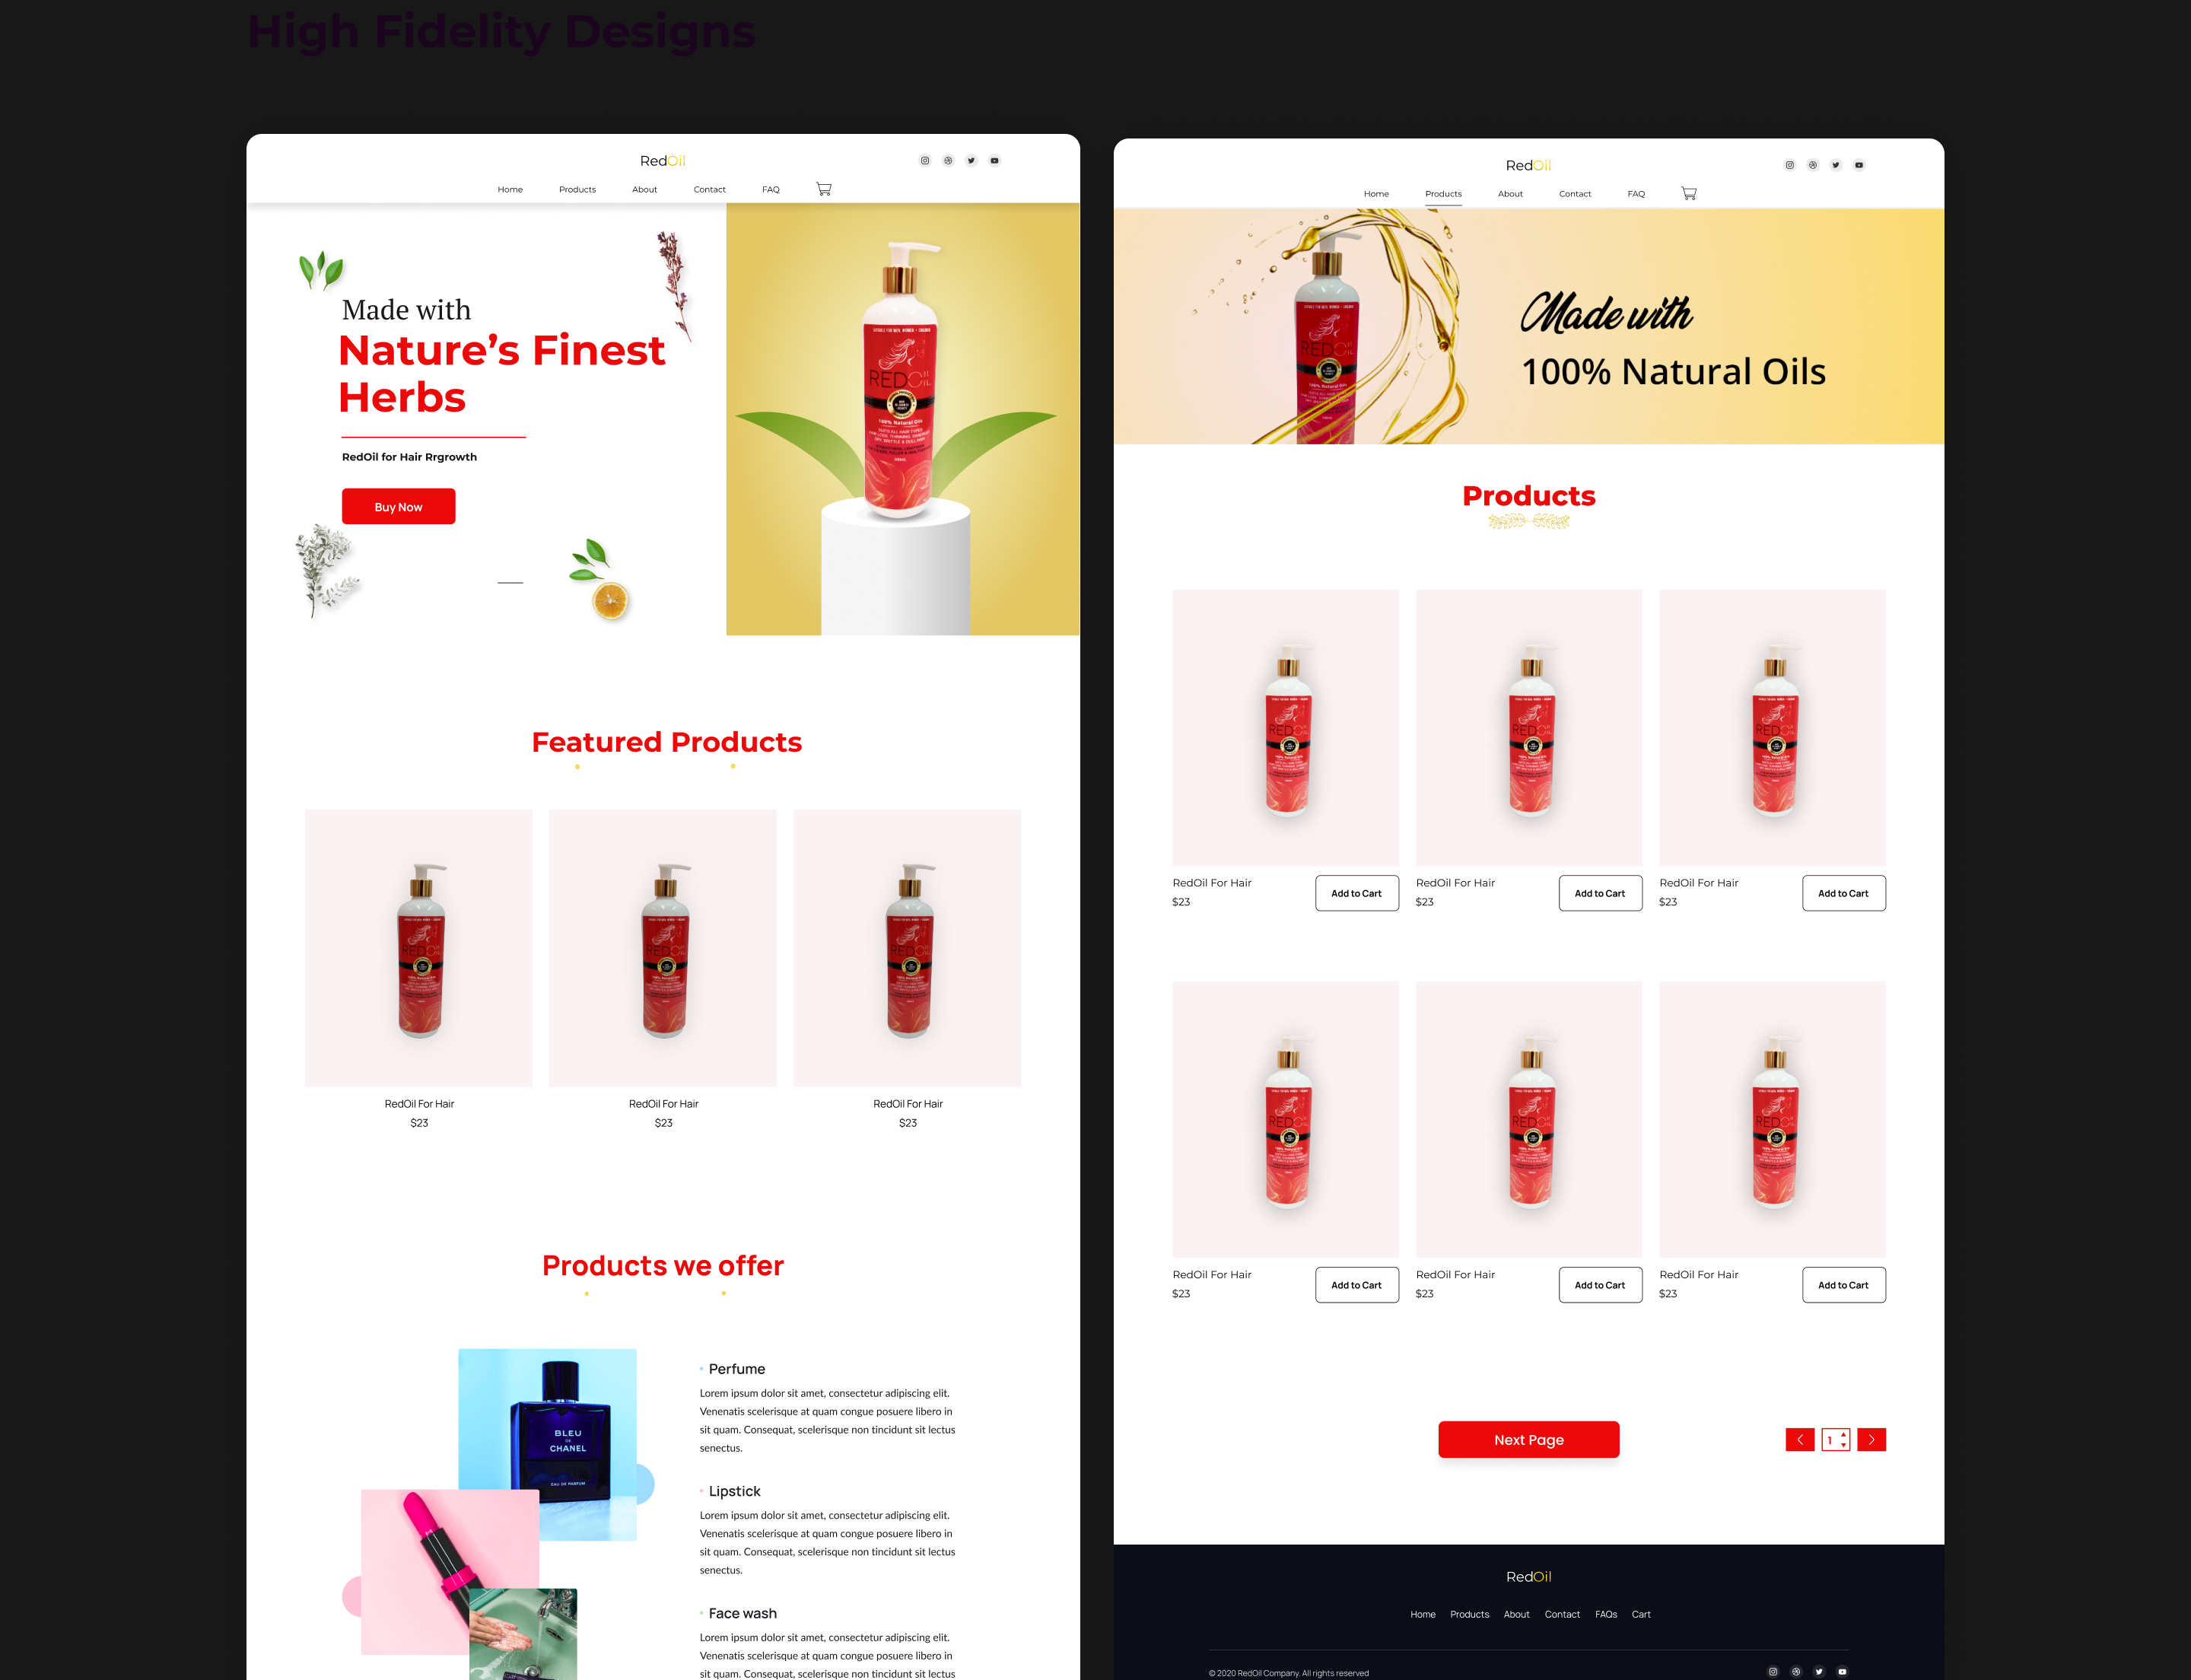 High Fidelity Designs
RedOil
Home Products About Contact FAQ
Made with
Nature’s Finest
Herbs
RedOil for Hair Rrgrowth
Buy Now
REDOIL
100% Natural Oils
Featured Products
RedOil For Hair
$23
RedOil For Hair
$23
RedOil For Hair
$23
Products we offer
BLEU
DE
CHANEL
EAU DE PARFUM
Perfume
Lorem ipsum dolor sit amet, consectetur adipiscing elit.
Venenatis scelerisque at quam congue posuere libero in
sit quam. Consequat, scelerisque non tincidunt sit lectus
senectus.
Lipstick
Lorem ipsum dolor sit amet, consectetur adipiscing elit.
Venenatis scelerisque at quam congue posuere libero in
sit quam. Consequat, scelerisque non tincidunt sit lectus
senectus.
Face wash
Lorem ipsum dolor sit amet, consectetur adipiscing elit.
Venenatis scelerisque at quam congue posuere libero in
sit quam. Consequat, scelerisque non tincidunt sit lectus
RedOil
Home Products About Contact FAQ
Made with
100% Natural Oils
Products
RedOil For Hair
$23
Add to Cart
RedOil For Hair
$23
Add to Cart
RedOil For Hair
$23
Add to Cart
RedOil For Hair
$23
Add to Cart
RedOil For Hair
$23
Add to Cart
RedOil For Hair
$23
Add to Cart
Next Page
1
RedOil
Home Products About Contact FAQs Cart
© 2020 RedOil Company. All rights reserved